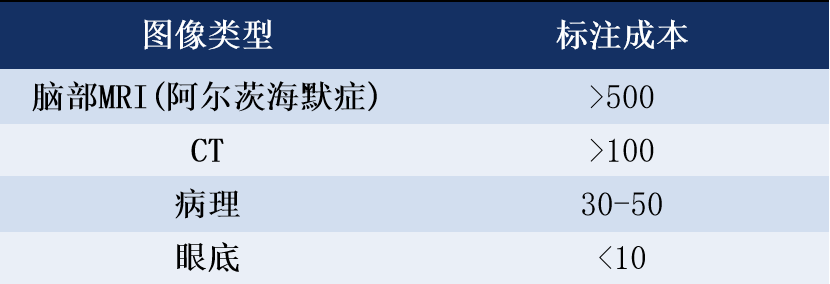 图像类型 标注成本
脑部MRI(阿尔茨海默症) >500
CT >100
病理 30-50
眼底 <10